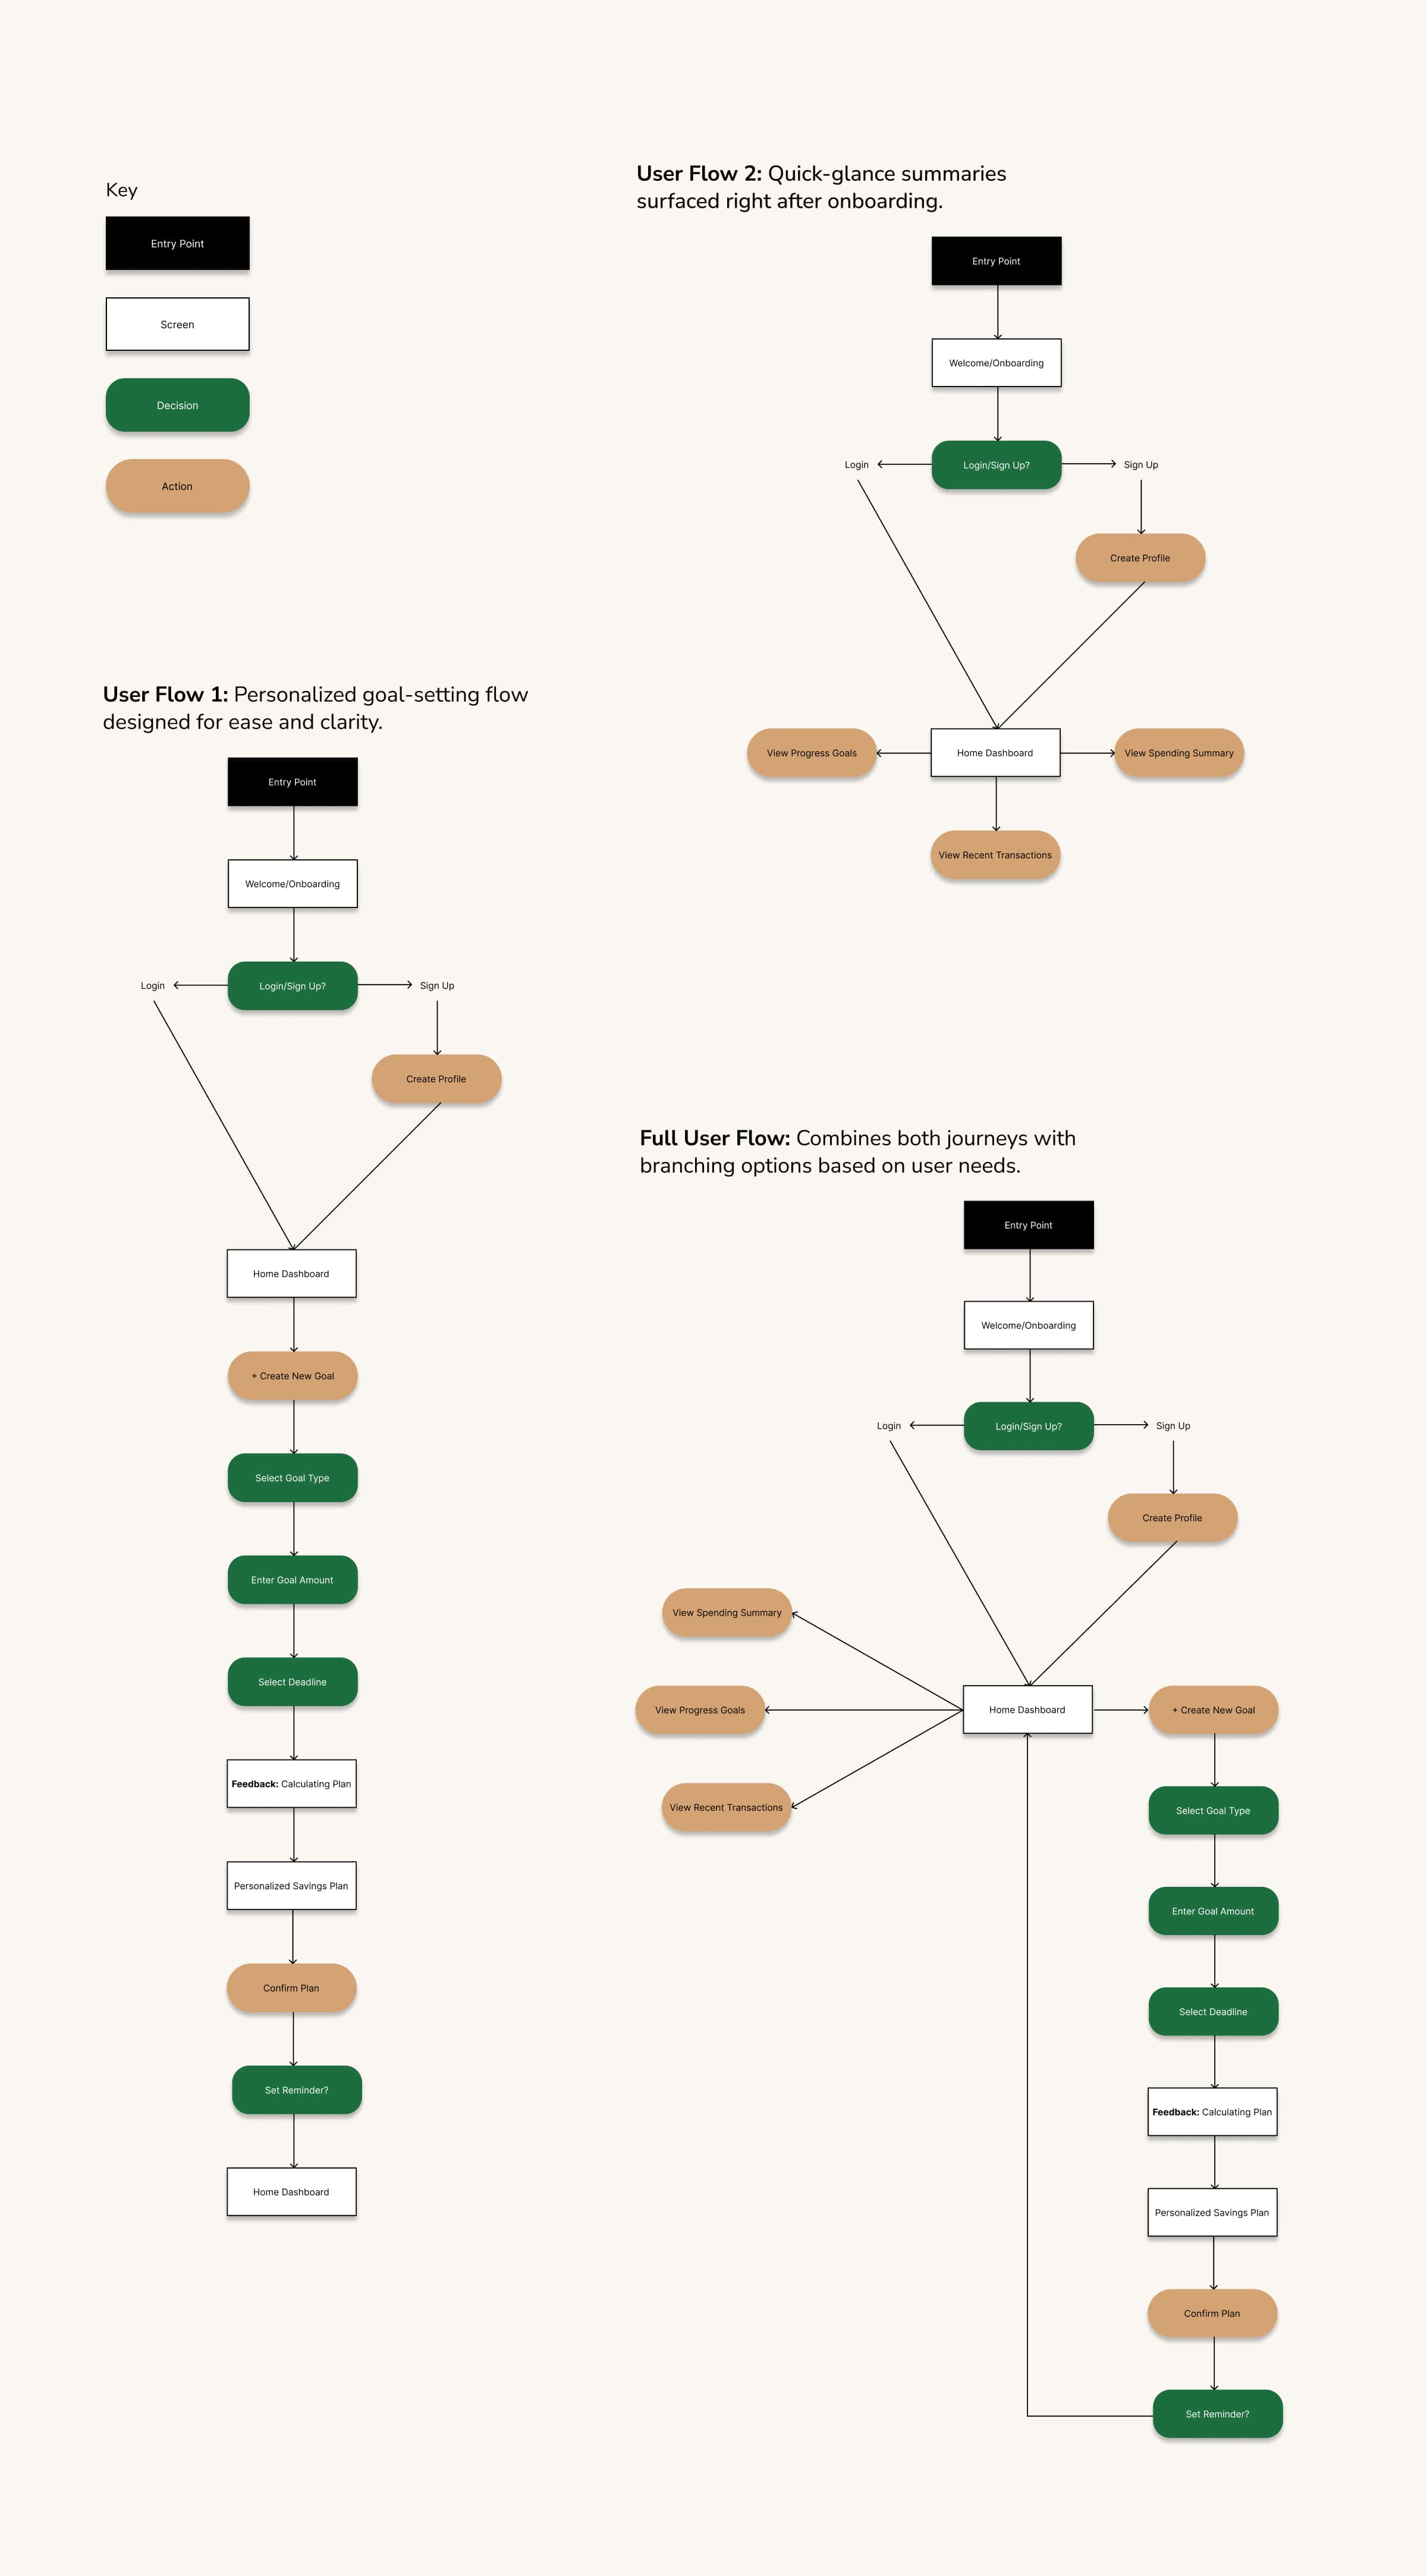 Key
Entry Point
Screen
Decision
Action
User Flow 1: Personalized goal-setting flow
designed for ease and clarity.
Entry Point
Welcome/Onboarding
Login
Login/Sign Up?
Sign Up
Create Profile
Home Dashboard
+ Create New Goal
Select Goal Type
Enter Goal Amount
Select Deadline
Feedback: Calculating Plan
Personalized Savings Plan
Confirm Plan
Set Reminder?
Home Dashboard
User Flow 2: Quick-glance summaries
surfaced right after onboarding.
Entry Point
Welcome/Onboarding
Login
Login/Sign Up?
Sign Up
Create Profile
View Progress Goals
Home Dashboard
View Spending Summary
View Recent Transactions
Full User Flow: Combines both journeys with
branching options based on user needs.
Entry Point
Welcome/Onboarding
Login
Login/Sign Up?
Sign Up
Create Profile
View Spending Summary
View Progress Goals
Home Dashboard
+ Create New Goal
View Recent Transactions
Select Goal Type
Enter Goal Amount
Select Deadline
Feedback: Calculating Plan
Personalized Savings Plan
Confirm Plan
Set Reminder?